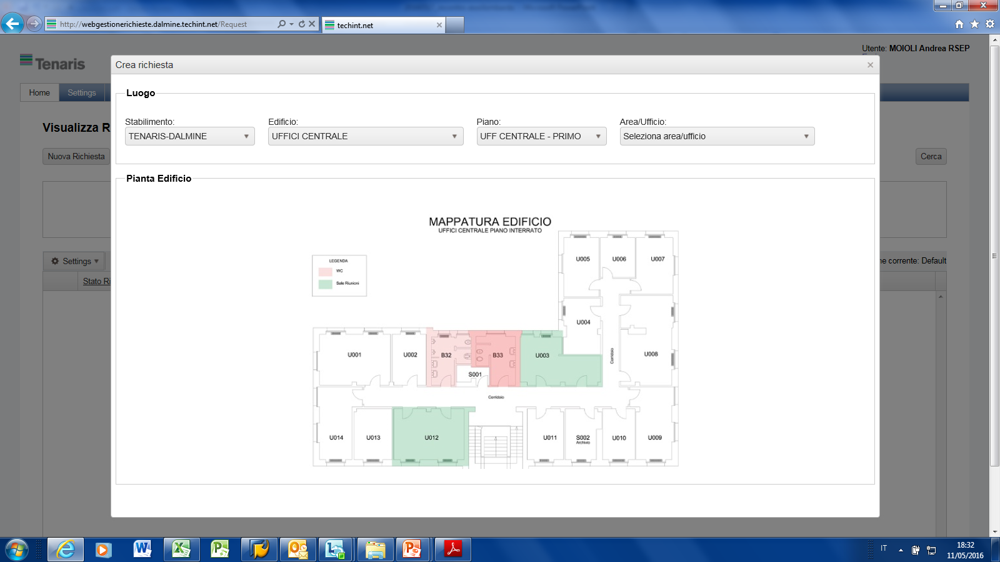 http://webgestionerichieste.dalmine.techint.net/Request
techint.net
Utente: MOIOLI Andrea RSEP
Tenaris
Crea richiesta
Home
Settings
Luogo
Stabilimento:
Edificio:
Piano:
Area/Ufficio:
Visualizza R
TENARIS-DALMINE
UFFICI CENTRALE
UFF CENTRALE - PRIMO
Seleziona area/ufficio
Nuova Richiesta
Cerca
Pianta Edificio
MAPPATURA EDIFICIO
UFFICI CENTRALE PIANO INTERRATO
LEGENDA
WC
Sale Riunioni
Settings
ne corrente: Default
Stato Ri
U005
U006
U007
U004
U001
U002
B32
B33
U003
Corridoio
U008
S001
Corridoio
U014
U013
U012
U011
S002
Archivio
U010
U009
IT
18:32
11/05/2016